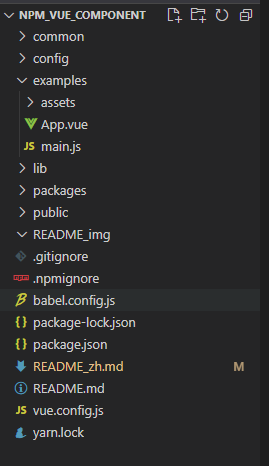 NPM_VUE_COMPONENT
common
config
examples
assets
App.vue
JS main.js
lib
packages
public
README_img
.gitignore
npm .npmignore
babel.config.js
{} package-lock.json
{} package.json
README_zh.md M
README.md
JS vue.config.js
yarn.lock